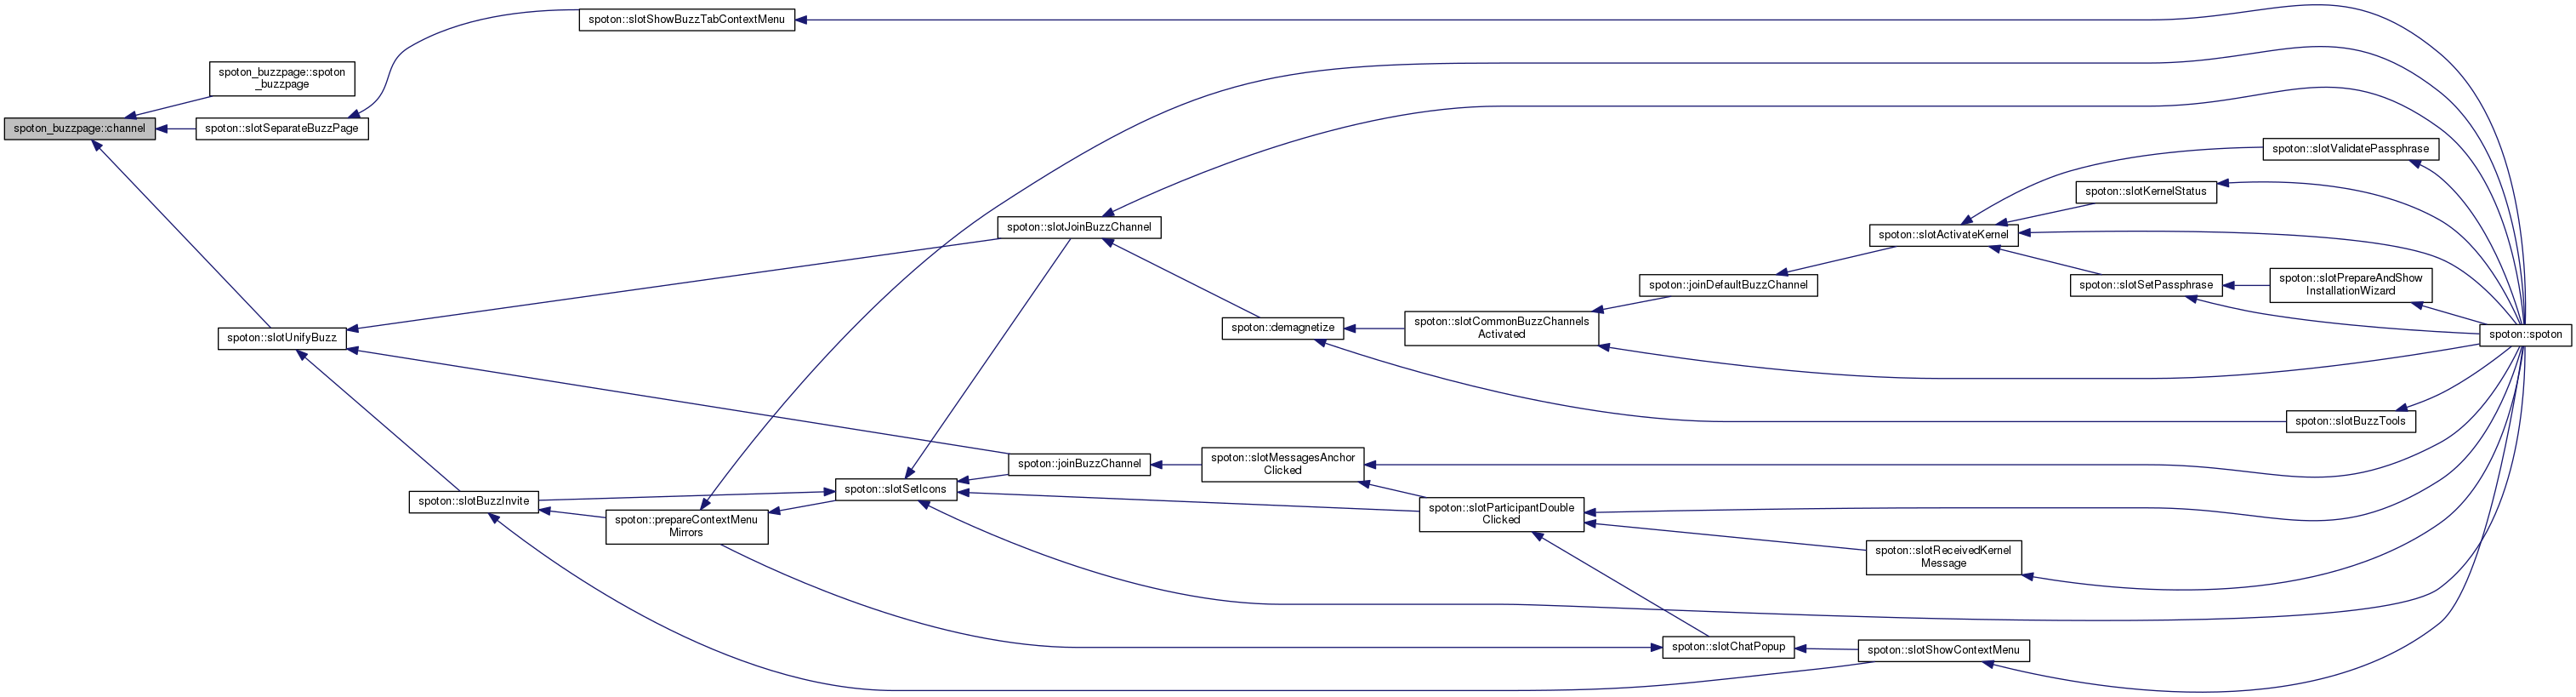 spoton::slotShowBuzzTabContextMenu
spoton_buzzpage::spoton
_buzzpage
spoton_buzzpage::channel
spoton::slotSeparateBuzzPage
spoton::slotValidatePassphrase
spoton::slotKernelStatus
spoton::slotJoinBuzzChannel
spoton::slotActivateKernel
spoton::joinDefaultBuzzChannel
spoton::slotSetPassphrase
spoton::slotPrepareAndShow
InstallationWizard
spoton::slotUnifyBuzz
spoton::demagnetize
spoton::slotCommonBuzzChannels
Activated
spoton::spoton
spoton::slotBuzzTools
spoton::joinBuzzChannel
spoton::slotMessagesAnchor
Clicked
spoton::slotBuzzInvite
spoton::slotSetIcons
spoton::prepareContextMenu
Mirrors
spoton::slotParticipantDouble
Clicked
spoton::slotReceivedKernel
Message
spoton::slotChatPopup
spoton::slotShowContextMenu